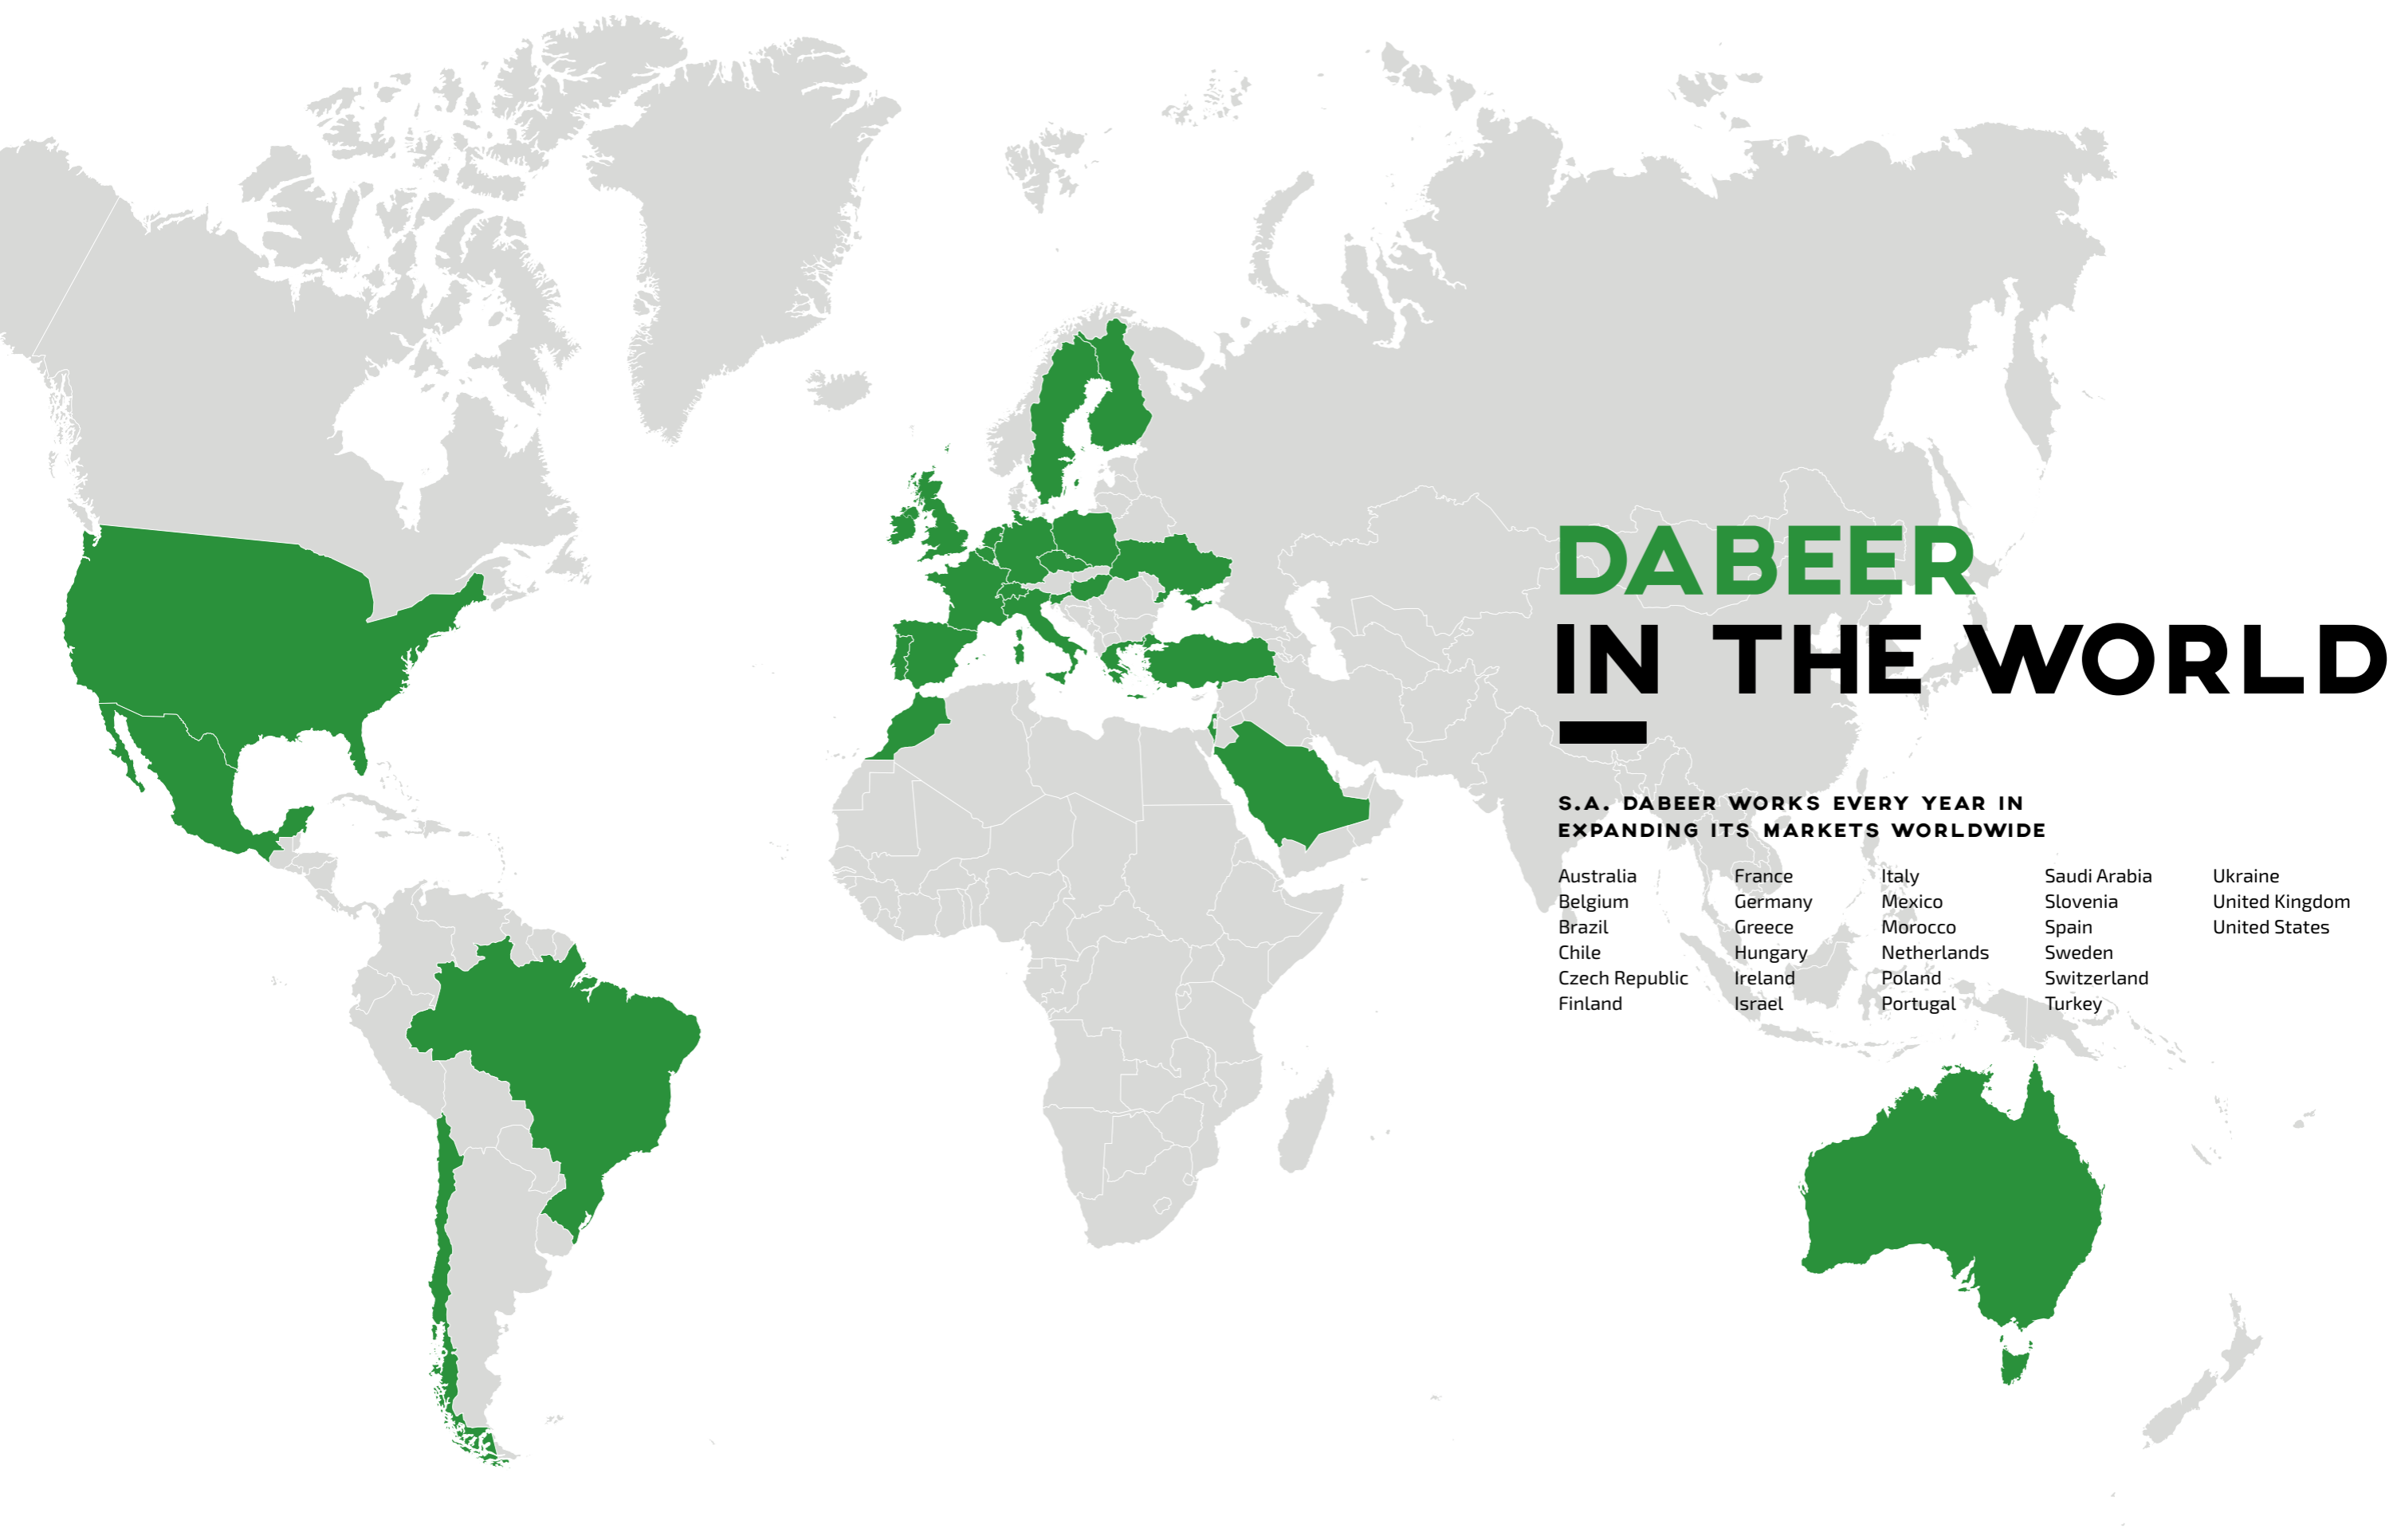 DABEER
IN THE WORLD
S.A. DABEER WORKS EVERY YEAR IN
EXPANDING ITS MARKETS WORLDWIDE
Australia
Belgium
Brazil
Chile
Czech Republic
Finland
France
Germany
Greece
Hungary
Ireland
Israel
Italy
Mexico
Morocco
Netherlands
Poland
Portugal
Saudi Arabia
Slovenia
Spain
Sweden
Switzerland
Turkey
Ukraine
United Kingdom
United States